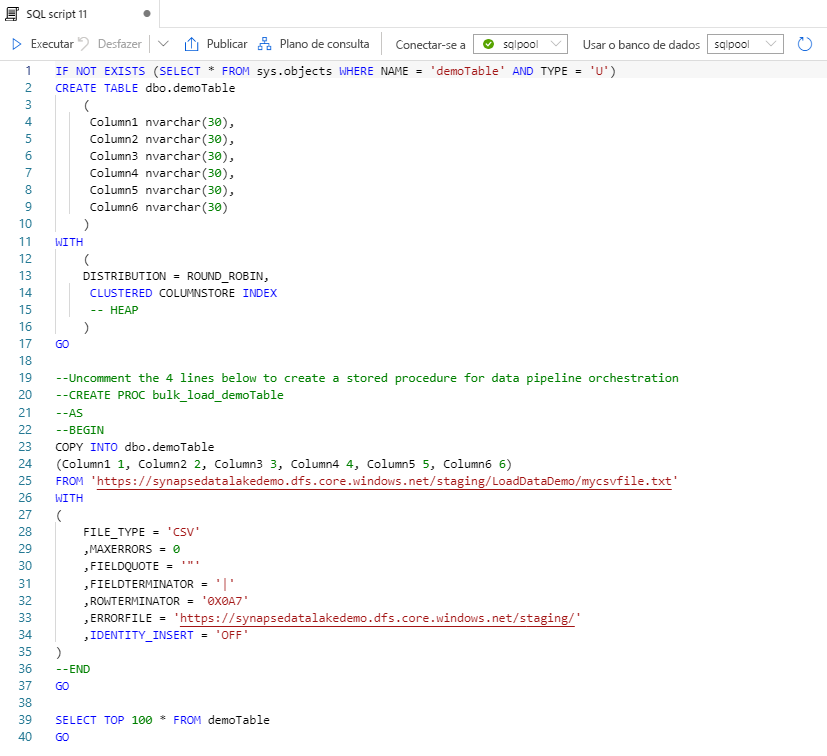 SQL script 11
Executar Desfazer Publicar Plano de consulta Conectar-se a sqlpool Usar o banco de dados sqlpool
1 IF NOT EXISTS (SELECT * FROM sys.objects WHERE NAME = 'demoTable' AND TYPE = 'U')
2 CREATE TABLE dbo.demoTable
3 (
4 Column1 nvarchar(30),
5 Column2 nvarchar(30),
6 Column3 nvarchar(30),
7 Column4 nvarchar(30),
8 Column5 nvarchar(30),
9 Column6 nvarchar(30)
10 )
11 WITH
12 (
13 DISTRIBUTION = ROUND_ROBIN,
14 CLUSTERED COLUMNSTORE INDEX
15 -- HEAP
16 )
17 GO
18
19 --Uncomment the 4 lines below to create a stored procedure for data pipeline orchestration
20 --CREATE PROC bulk_load_demoTable
21 --AS
22 --BEGIN
23 COPY INTO dbo.demoTable
24 (Column1 1, Column2 2, Column3 3, Column4 4, Column5 5, Column6 6)
25 FROM 'https://synapsedatalakedemo.dfs.core.windows.net/staging/LoadDataDemo/mycsvfile.txt'
26 WITH
27 (
28 FILE_TYPE = 'CSV'
29 ,MAXERRORS = 0
30 ,FIELDQUOTE = '"'
31 ,FIELDTERMINATOR = '|'
32 ,ROWTERMINATOR = '0X0A7'
33 ,ERRORFILE = 'https://synapsedatalakedemo.dfs.core.windows.net/staging/'
34 ,IDENTITY_INSERT = 'OFF'
35 )
36 --END
37 GO
38
39 SELECT TOP 100 * FROM demoTable
40 GO